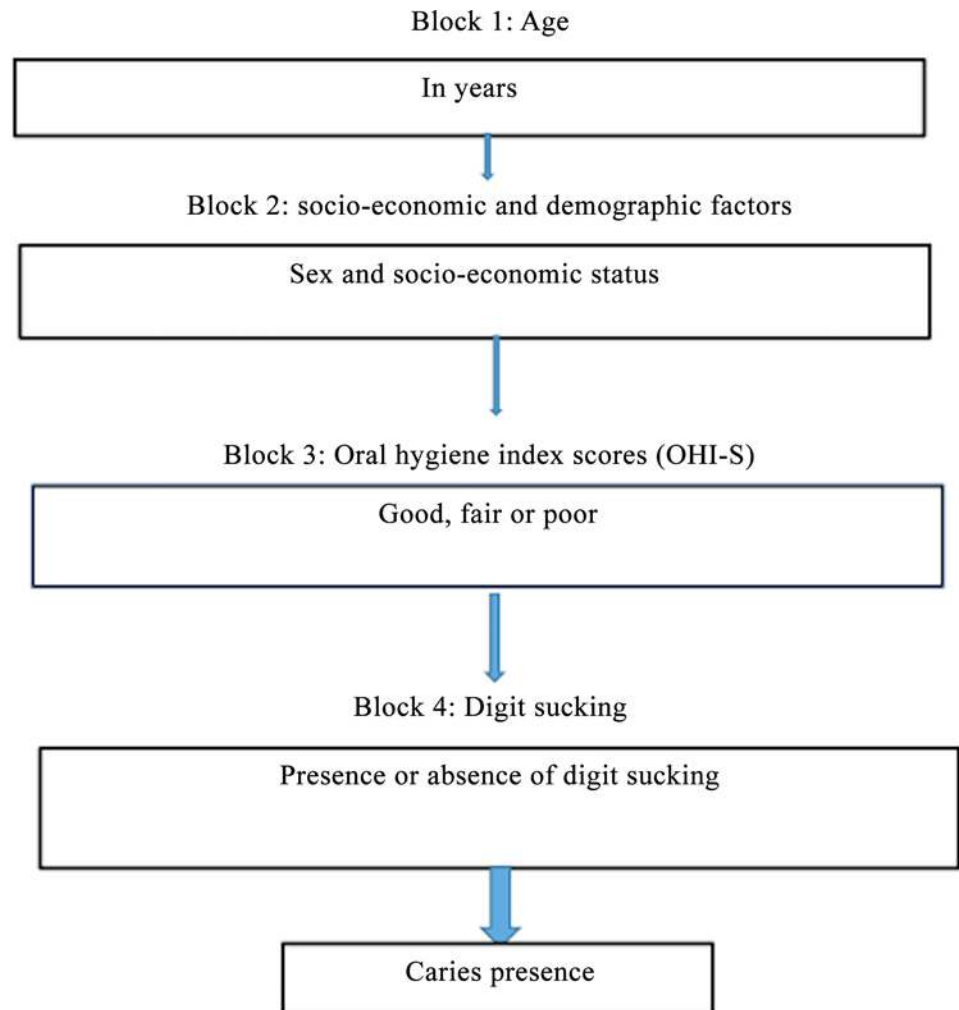 Block 1: Age
In years
Block 2: socio-economic and demographic factors
Sex and socio-economic status
Block 3: Oral hygiene index scores (OHI-S)
Good, fair or poor
Block 4: Digit sucking
Presence or absence of digit sucking
Caries presence